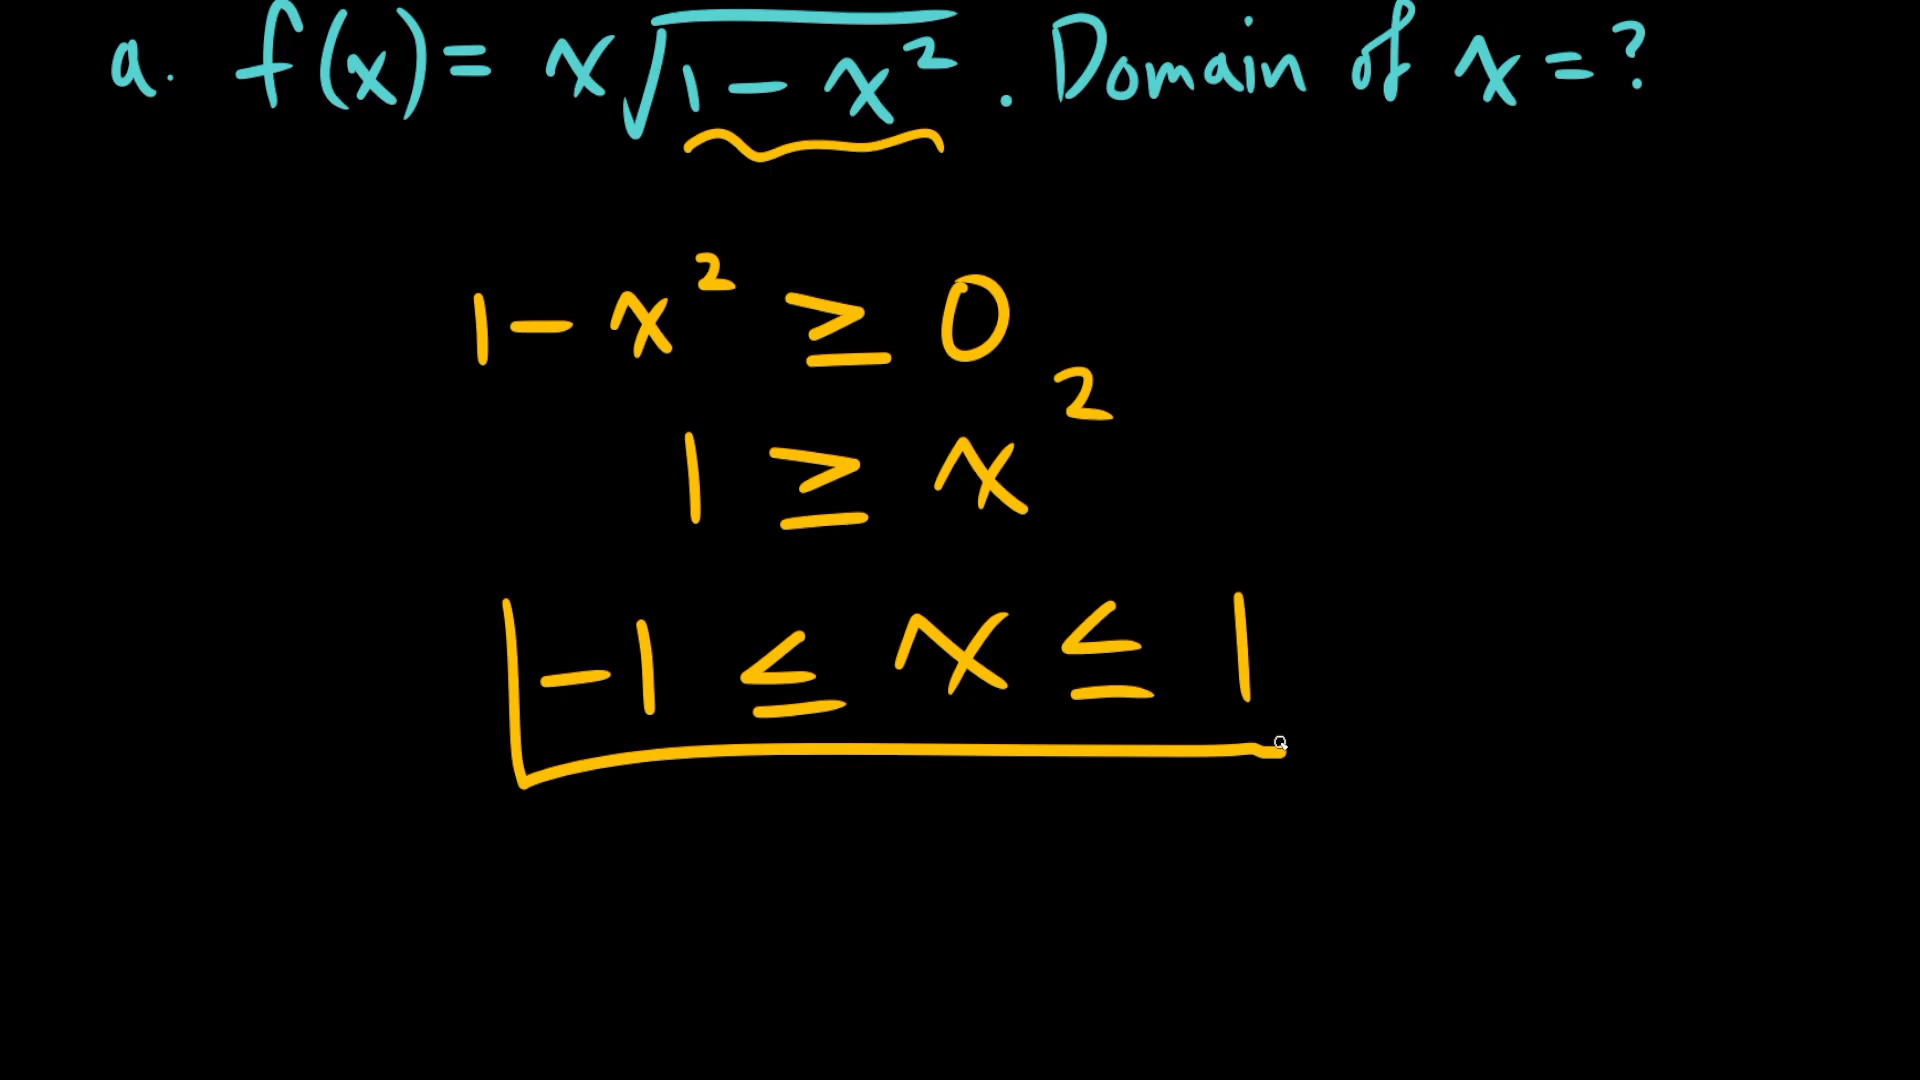 a. f(x) = x√(1 - x²) . Domain of x = ?
1 - x² ≥ 0
1 ≥ x²
-1 ≤ x ≤ 1